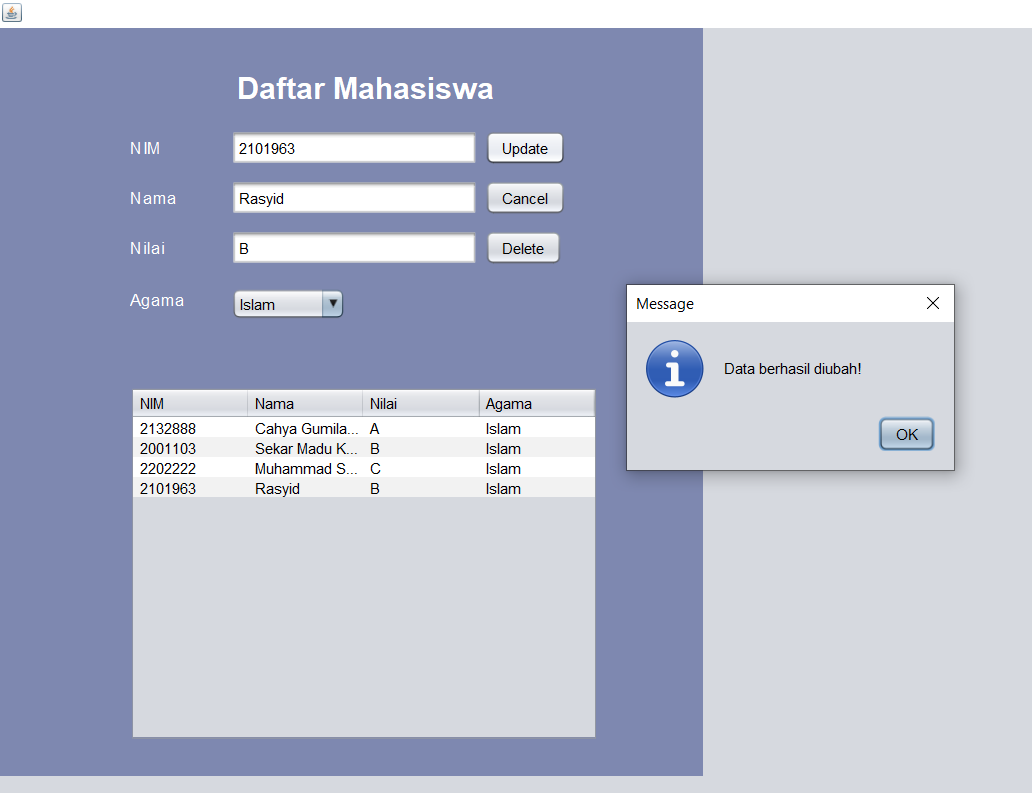 Daftar Mahasiswa
NIM 2101963 Update
Nama Rasyid Cancel
Nilai B Delete
Agama Islam
Message
Data berhasil diubah!
OK
NIM Nama Nilai Agama
2132888 Cahya Gumila... A Islam
2001103 Sekar Madu K... B Islam
2202222 Muhammad S... C Islam
2101963 Rasyid B Islam